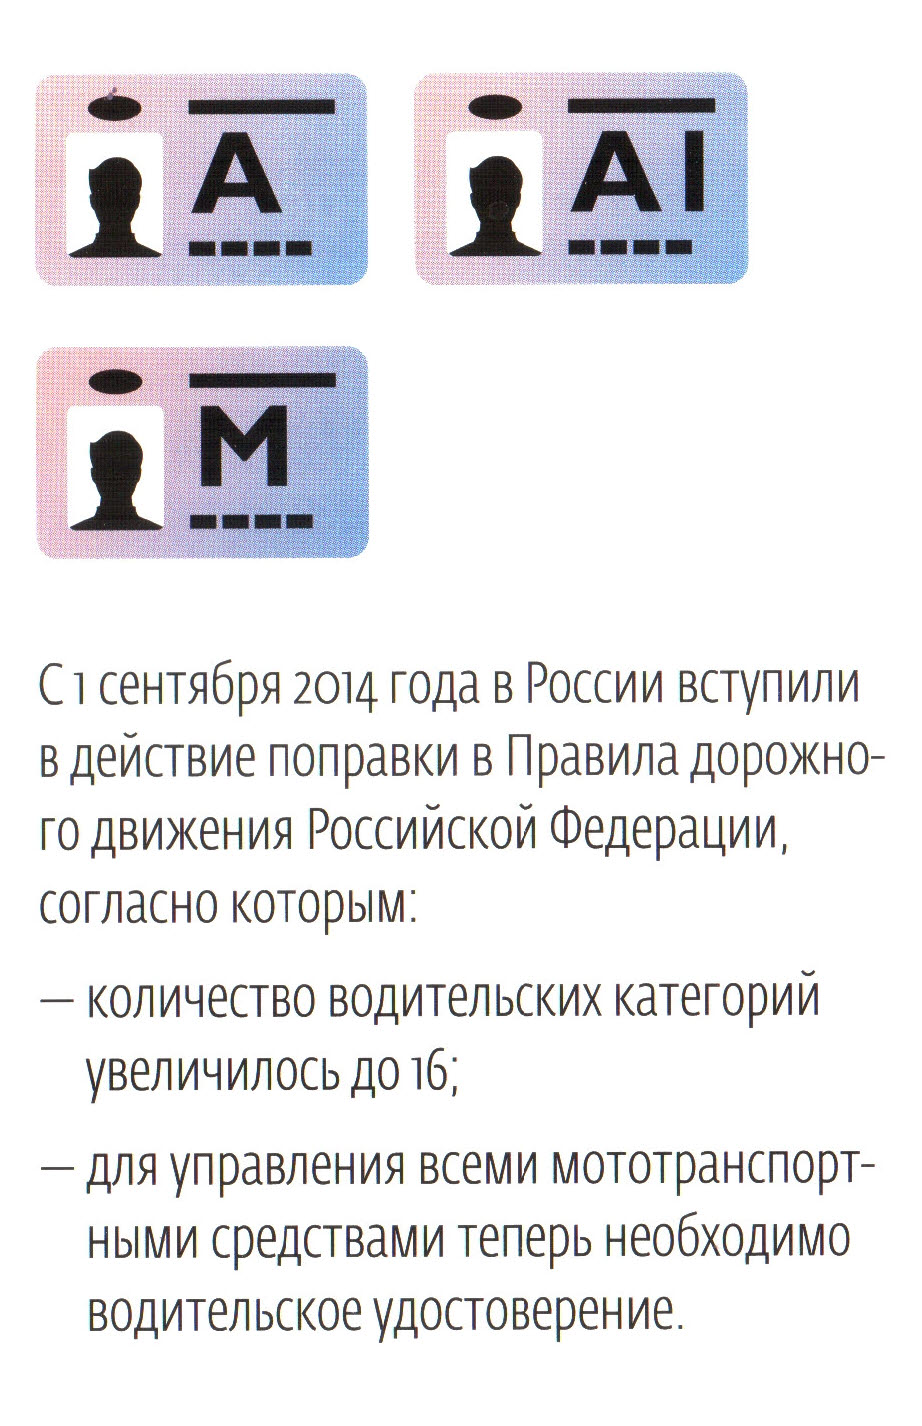 A
A1
M
С 1 сентября 2014 года в России вступили
в действие поправки в Правила дорожно-
го движения Российской Федерации,
согласно которым:
— количество водительских категорий
увеличилось до 16;
— для управления всеми мототранспорт-
ными средствами теперь необходимо
водительское удостоверение.